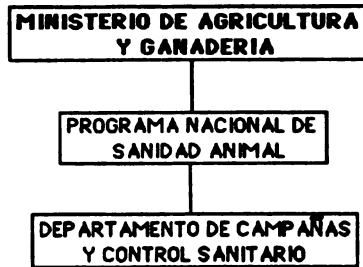 MINISTERIO DE AGRICULTURA
Y GANADERIA
PROGRAMA NACIONAL DE
SANIDAD ANIMAL
DEPARTAMENTO DE CAMPAÑAS
Y CONTROL SANITARIO